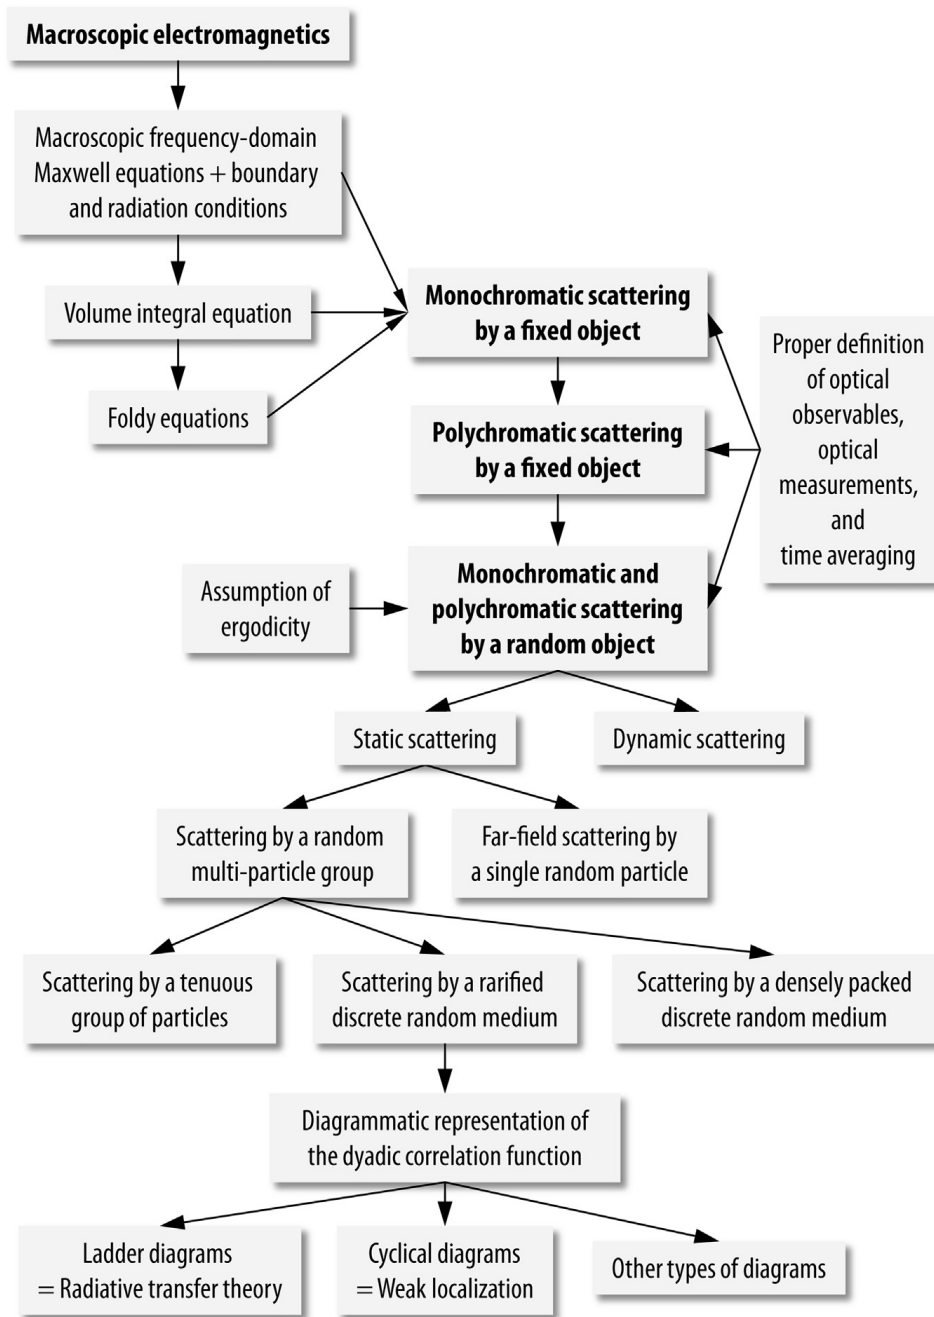 Macroscopic electromagnetics
Macroscopic frequency-domain
Maxwell equations + boundary
and radiation conditions
Volume integral equation
Foldy equations
Monochromatic scattering
by a fixed object
Polychromatic scattering
by a fixed object
Proper definition
of optical
observables,
optical
measurements,
and
time averaging
Assumption of
ergodicity
Monochromatic and
polychromatic scattering
by a random object
Static scattering
Dynamic scattering
Scattering by a random
multi-particle group
Far-field scattering by
a single random particle
Scattering by a tenuous
group of particles
Scattering by a rarified
discrete random medium
Scattering by a densely packed
discrete random medium
Diagrammatic representation of
the dyadic correlation function
Ladder diagrams
= Radiative transfer theory
Cyclical diagrams
= Weak localization
Other types of diagrams